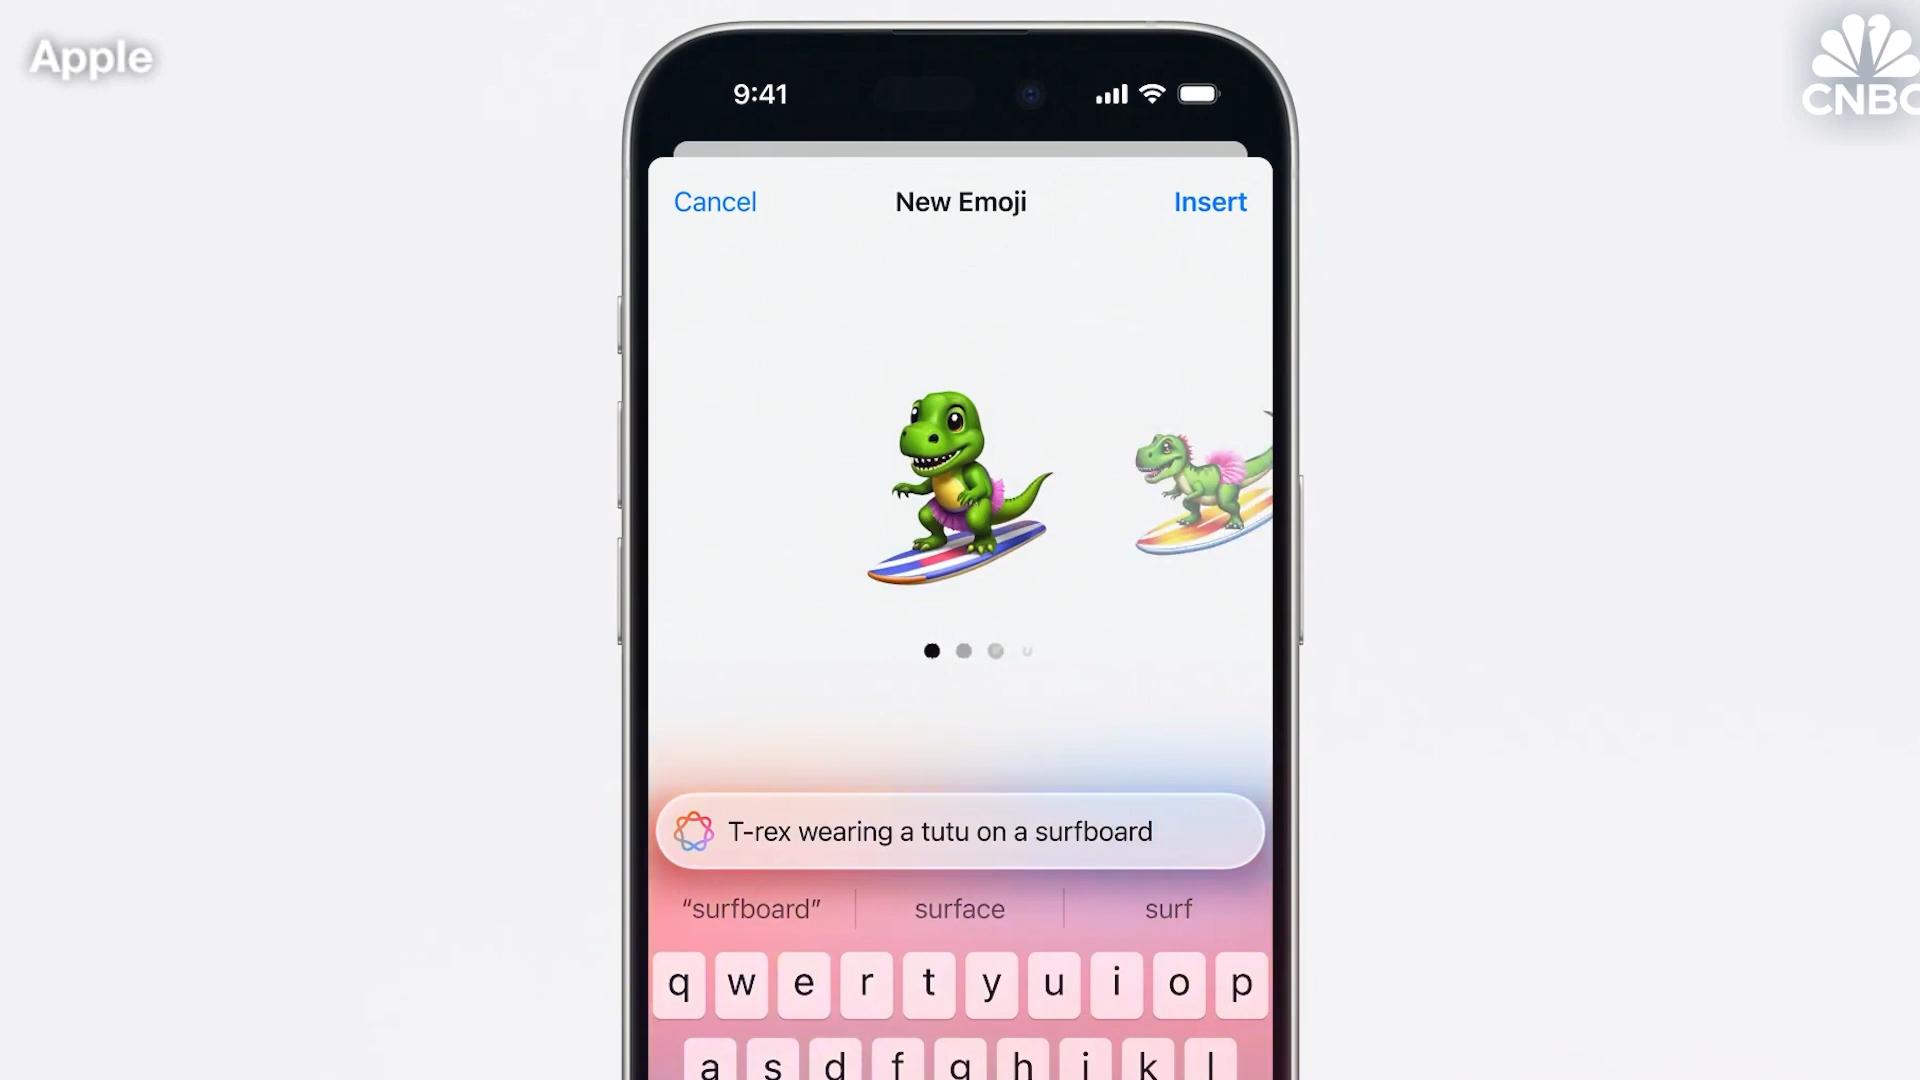 Apple
CNBC
9:41
Cancel
New Emoji
Insert
T-rex wearing a tutu on a surfboard
“surfboard”
surface
surf
q w e r t y u i o p
a s d f g h j k l